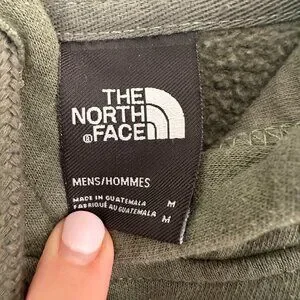 THE
NORTH
FACE
®
MENS/HOMMES
MADE IN GUATEMALA M
FABRIQUÉ AU GUATEMALA M